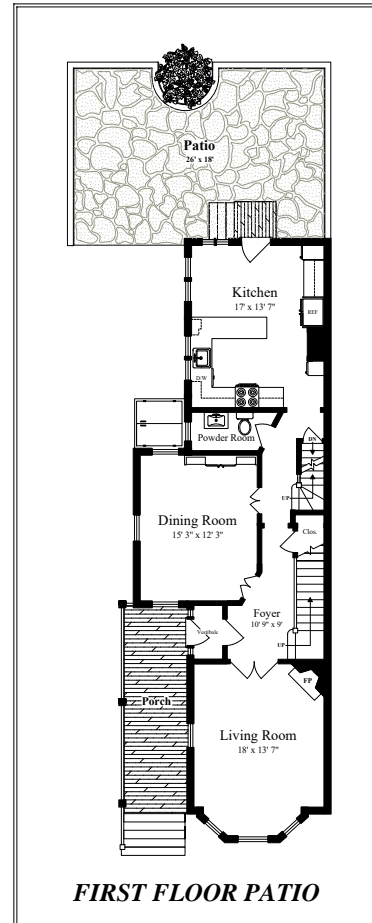 Patio
26' x 18'
Kitchen
17' x 13' 7"
REF
D/W
Powder Room
DN
UP
Dining Room
15' 3" x 12' 3"
Clos.
Foyer
10' 9" x 9'
Vestibule
UP
FP
Porch
Living Room
18' x 13' 7"
FIRST FLOOR PATIO